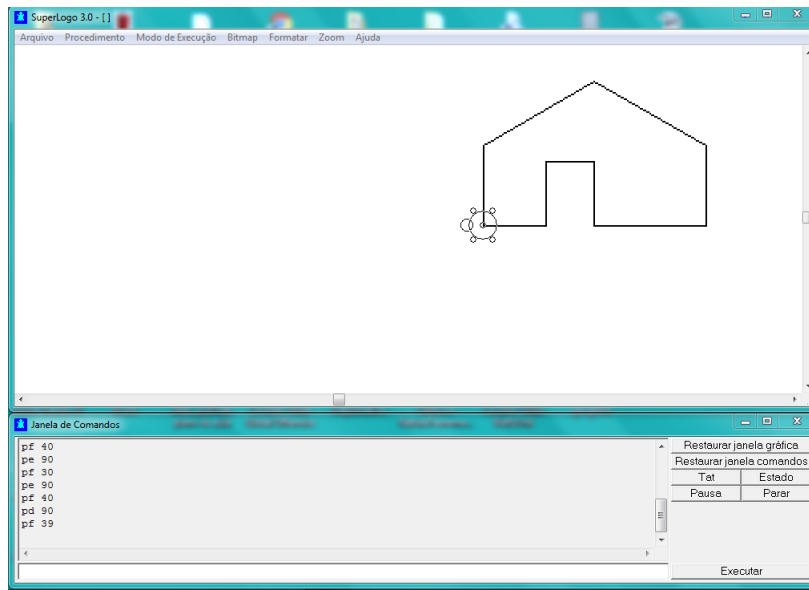 SuperLogo 3.0 - [ ]
Arquivo Procedimento Modo de Execução Bitmap Formatar Zoom Ajuda
Janela de Comandos
pf 40
pe 90
pf 30
pe 90
pf 40
pd 90
pf 39
Restaurar janela gráfica
Restaurar janela comandos
Tat Estado
Pausa Parar
Executar